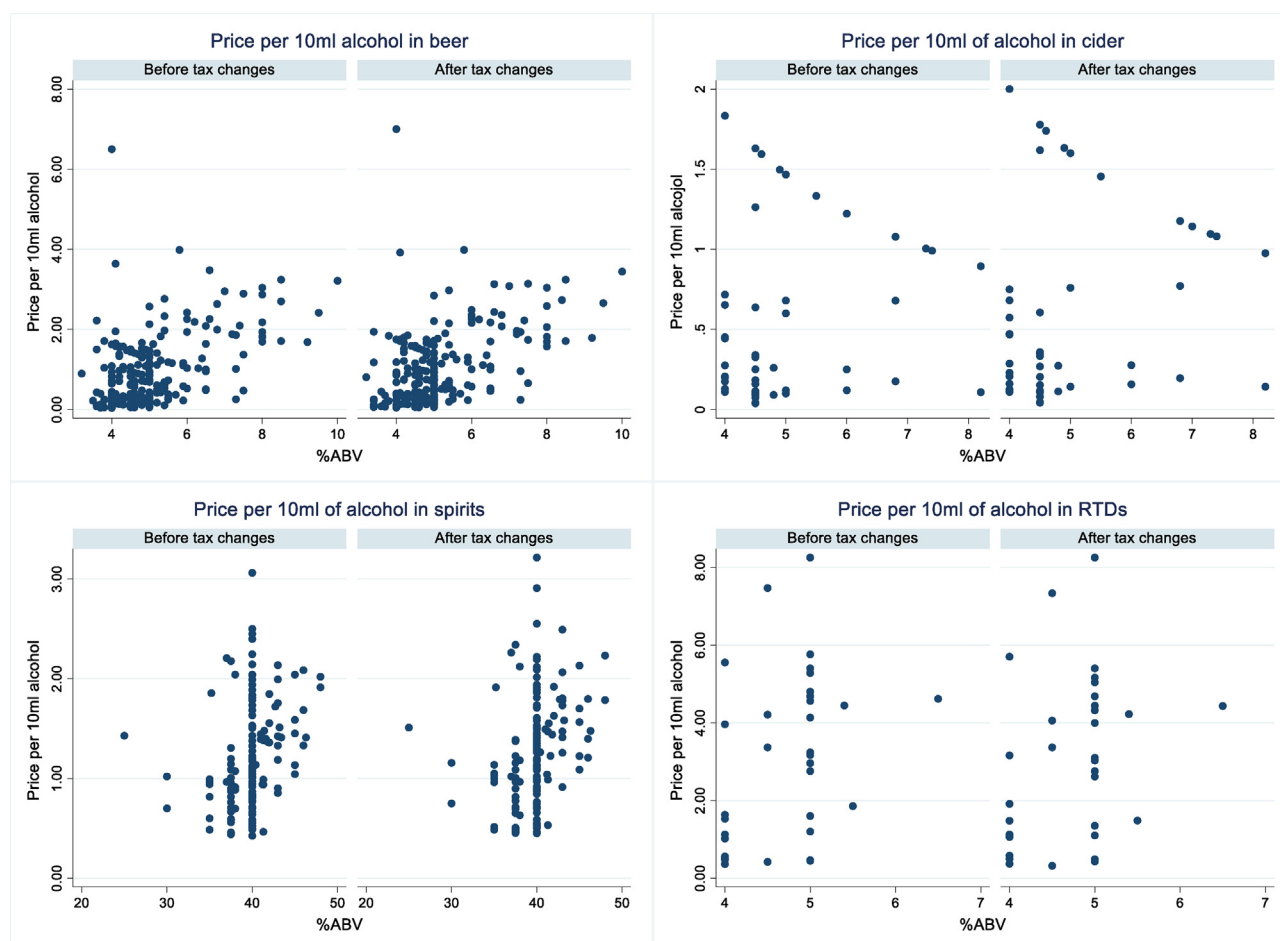 Price per 10ml alcohol in beer
Before tax changes
After tax changes
Price per 10ml alcohol
8.00
6.00
4.00
2.00
0.00
4 6 8 10
4 6 8 10
%ABV
Price per 10ml of alcohol in cider
Before tax changes
After tax changes
Price per 10ml alcojol
2
1.5
1
.5
0
4 5 6 7 8
4 5 6 7 8
%ABV
Price per 10ml of alcohol in spirits
Before tax changes
After tax changes
Price per 10ml alcohol
3.00
2.00
1.00
0.00
20 30 40 50
20 30 40 50
%ABV
Price per 10ml of alcohol in RTDs
Before tax changes
After tax changes
Price per 10ml alcohol
8.00
6.00
4.00
2.00
0.00
4 5 6 7
4 5 6 7
%ABV